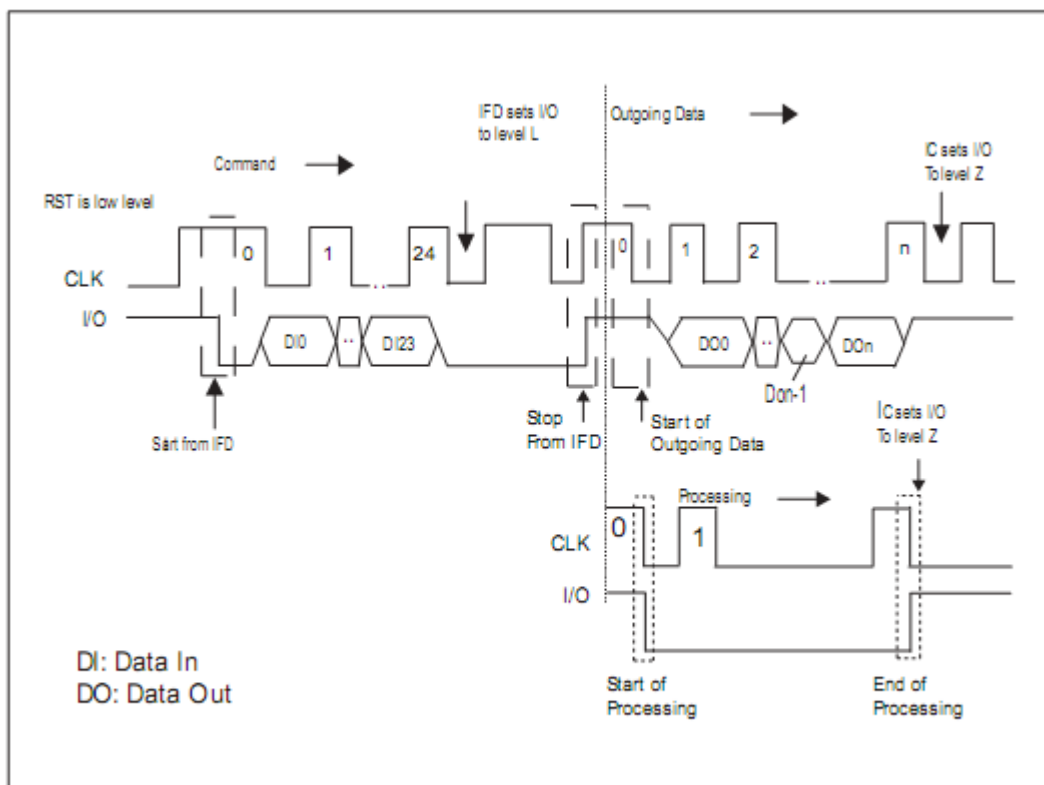 IFD sets I/O
to level L
Outgoing Data
Command
IC sets I/O
To level Z
RST is low level
0
1
24
0
1
2
n
CLK
..
..
I/O
DI0
..
DI23
DO0
..
DOn
Don-1
Start of
Outgoing Data
Stop
From IFD
Sart from IFD
ICsets I/O
To level Z
Processing
0
1
CLK
I/O
DI: Data In
DO: Data Out
Start of
Processing
End of
Processing